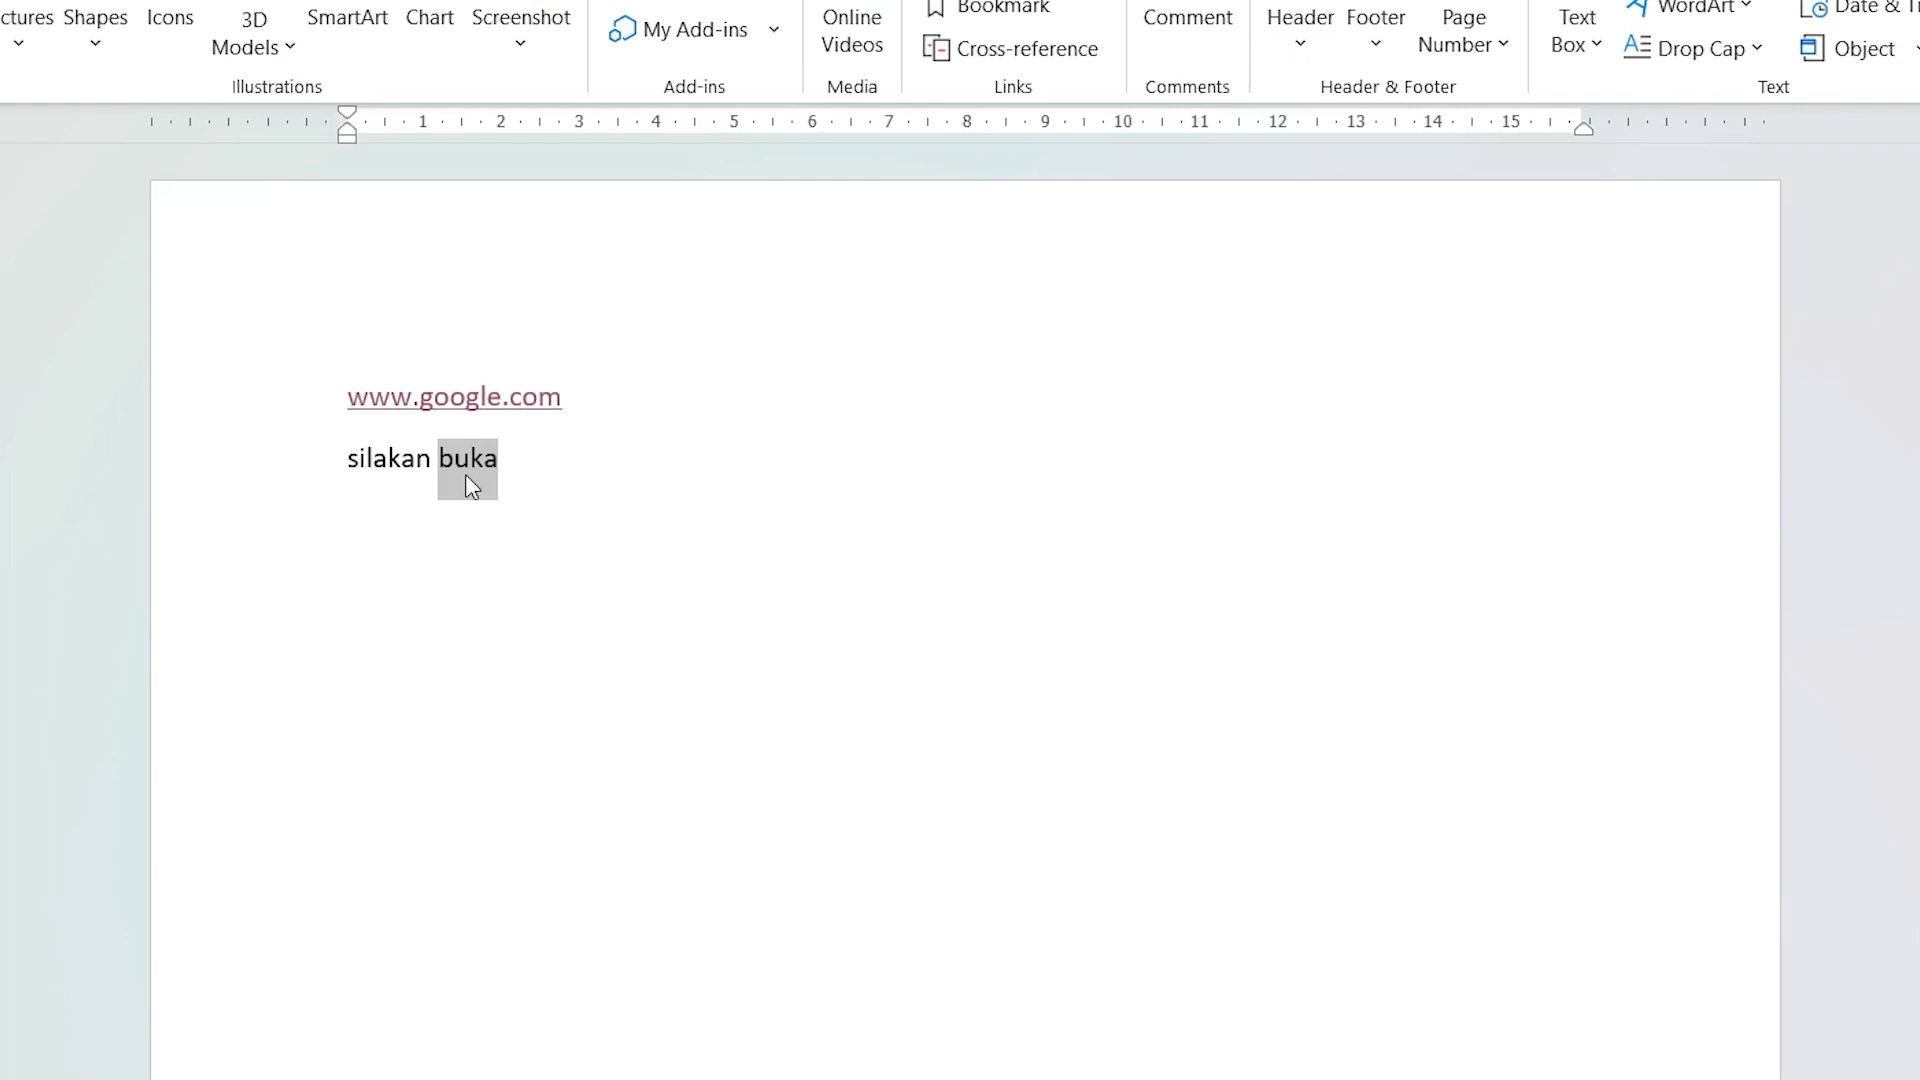 ctures Shapes Icons 3D Models SmartArt Chart Screenshot
Illustrations
My Add-ins
Add-ins
Online Videos
Media
Bookmark
Cross-reference
Links
Comment
Comments
Header Footer Page Number
Header & Footer
Text Box
WordArt
Drop Cap
Date & T
Object
Text
1 2 3 4 5 6 7 8 9 10 11 12 13 14 15
www.google.com
silakan buka